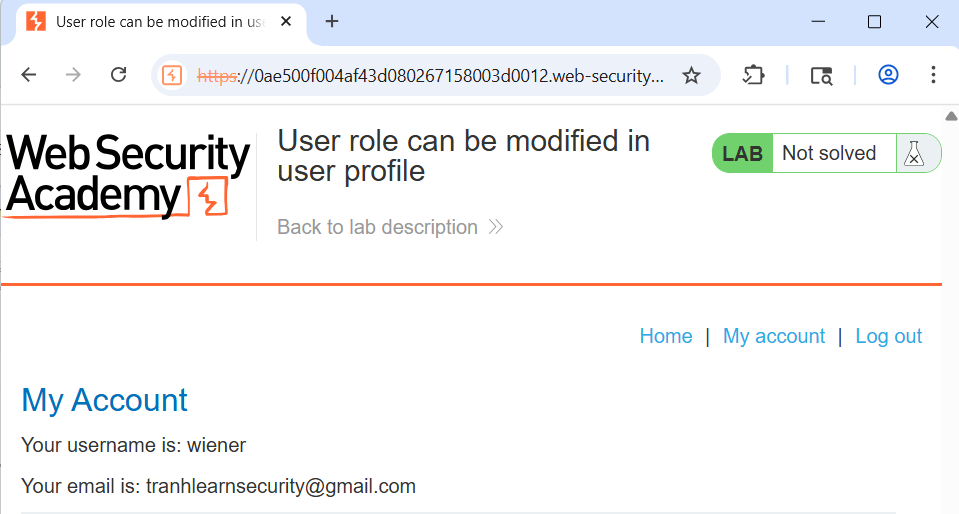 User role can be modified in us
https://0ae500f004af43d080267158003d0012.web-security...
Web Security
Academy
User role can be modified in
user profile
Back to lab description
LAB Not solved
Home | My account | Log out
My Account
Your username is: wiener
Your email is: tranhlearnsecurity@gmail.com